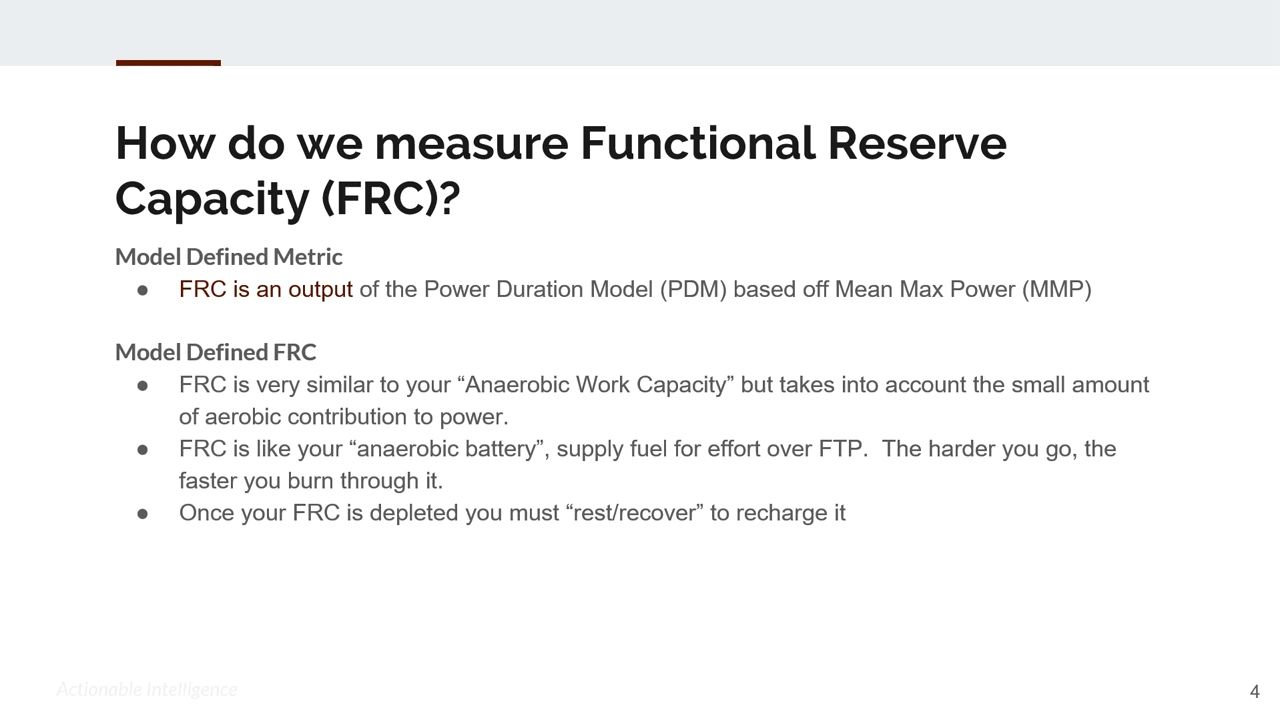 How do we measure Functional Reserve
Capacity (FRC)?
Model Defined Metric
● FRC is an output of the Power Duration Model (PDM) based off Mean Max Power (MMP)
Model Defined FRC
● FRC is very similar to your “Anaerobic Work Capacity” but takes into account the small amount
of aerobic contribution to power.
● FRC is like your “anaerobic battery”, supply fuel for effort over FTP.  The harder you go, the
faster you burn through it.
● Once your FRC is depleted you must “rest/recover” to recharge it
Actionable Intelligence
4